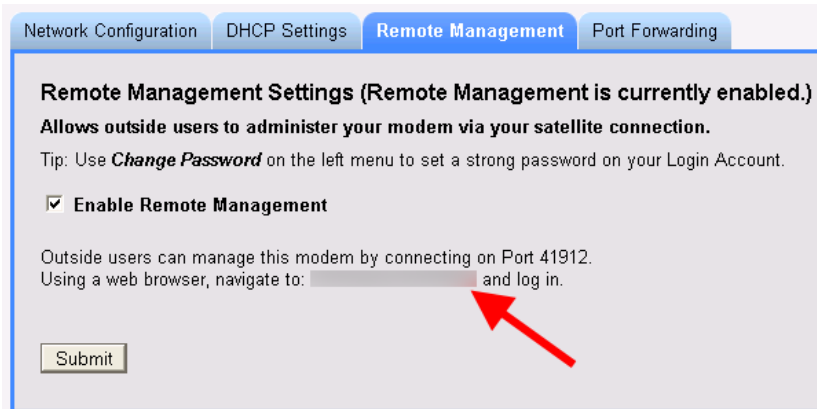 Network Configuration DHCP Settings Remote Management Port Forwarding
Remote Management Settings (Remote Management is currently enabled.)
Allows outside users to administer your modem via your satellite connection.
Tip: Use Change Password on the left menu to set a strong password on your Login Account.
Enable Remote Management
Outside users can manage this modem by connecting on Port 41912.
Using a web browser, navigate to: and log in.
Submit